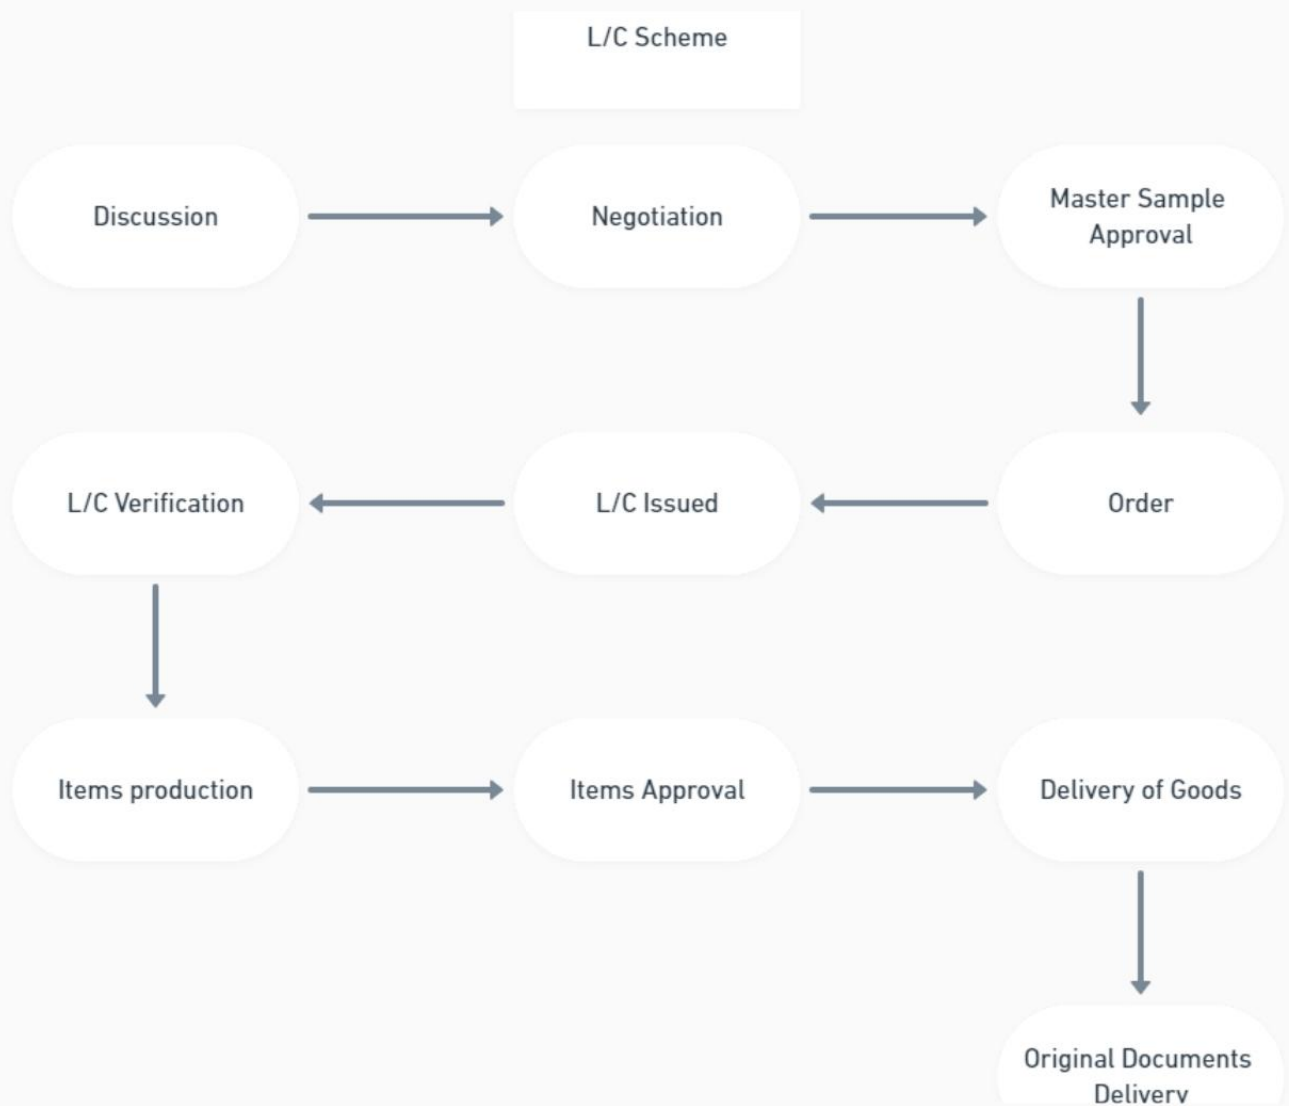 L/C Scheme
Discussion
Negotiation
Master Sample
Approval
L/C Verification
L/C Issued
Order
Items production
Items Approval
Delivery of Goods
Original Documents
Delivery